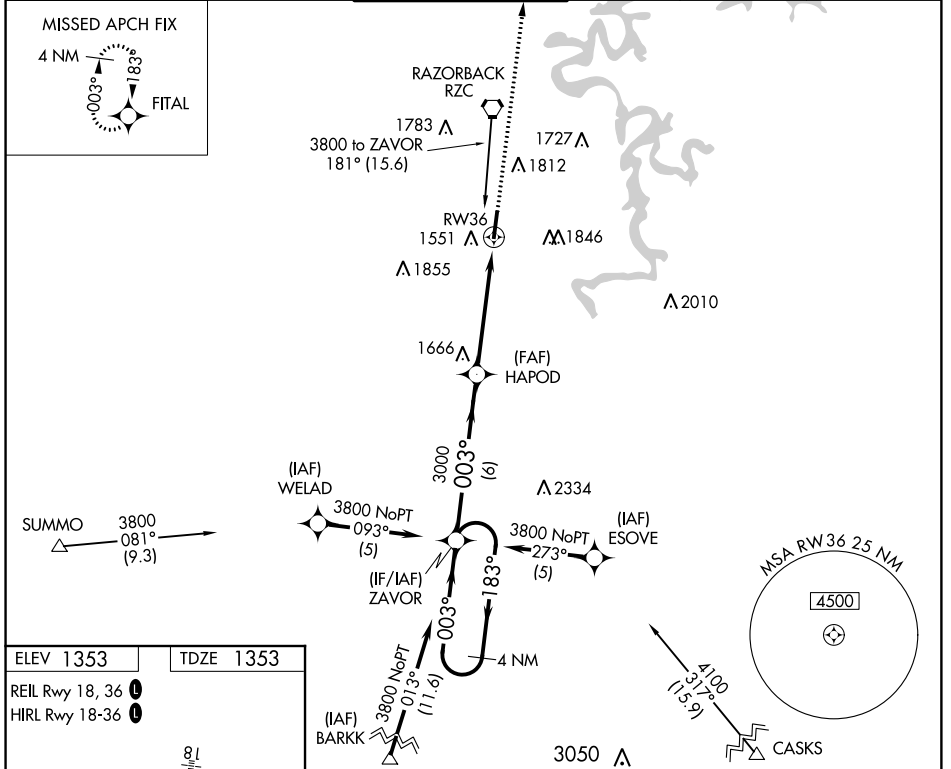 MISSED APCH FIX
4 NM
003°
183°
FITAL
RAZORBACK
RZC
1783
3800 to ZAVOR
181° (15.6)
1727
1812
RW36
1551
1846
1855
2010
1666
(FAF)
HAPOD
3000
003°
(6)
2334
(IAF)
WELAD
3800 NoPT
093°
(5)
SUMMO
3800
081°
(9.3)
3800 NoPT
273°
(5)
(IAF)
ESOVE
(IF/IAF)
ZAVOR
003°
183°
4 NM
MSA RW36 25 NM
4500
3800 NoPT
013°
(11.6)
(IAF)
BARKK
4100
317°
(15.9)
CASKS
3050
ELEV 1353
TDZE 1353
REIL Rwy 18, 36 L
HIRL Rwy 18-36 L
18